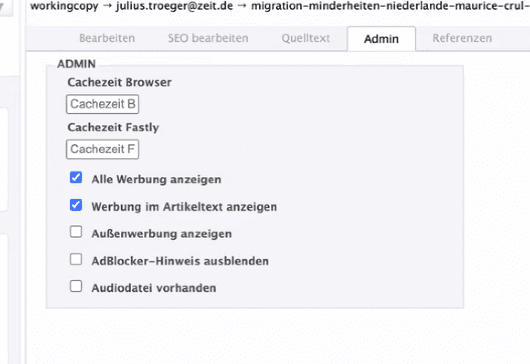 workingcopy → julius.troeger@zeit.de → migration-minderheiten-niederlande-maurice-crul-
Bearbeiten SEO bearbeiten Quelltext Admin Referenzen
ADMIN
Cachezeit Browser
Cachezeit B
Cachezeit Fastly
Cachezeit F
Alle Werbung anzeigen
Werbung im Artikeltext anzeigen
Außenwerbung anzeigen
AdBlocker-Hinweis ausblenden
Audiodatei vorhanden